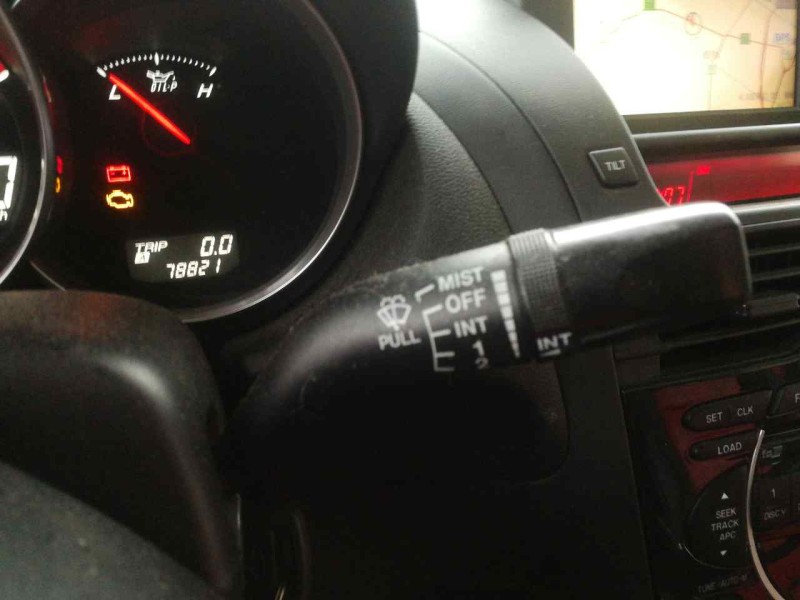 OIL-P
L H
TRIP
A
0.0
78821
MIST
OFF
INT
1
2
PULL
INT
TILT
SET
CLK
LOAD
1
DISC
SEEK
TRACK
APC